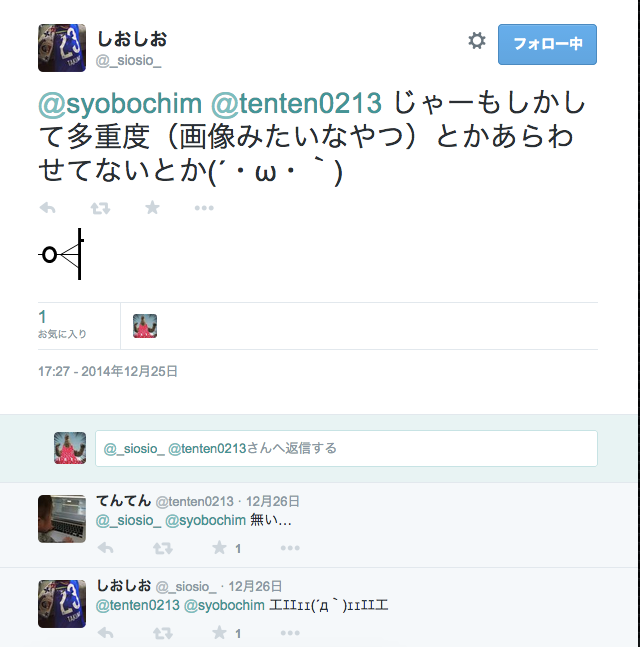 しおしお
@_siosio_
フォロー中
@syobochim @tenten0213 じゃーもしかし
て多重度（画像みたいなやつ）とかあらわ
せてないとか(´・ω・｀)
1
お気に入り
17:27 - 2014年12月25日
@_siosio_ @tenten0213さんへ返信する
てんてん @tenten0213 · 12月26日
@_siosio_ @syobochim 無い…
1
しおしお @_siosio_ · 12月26日
@tenten0213 @syobochim エエｪｪ(´д｀)ｪｪエエ
1